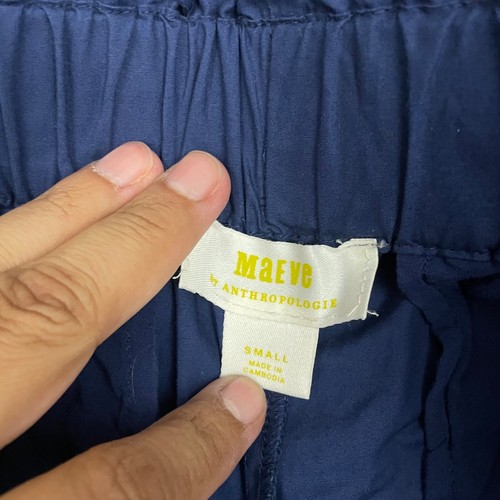 MaEve
by ANTHROPOLOGIE
SMALL
MADE IN
CAMBODIA